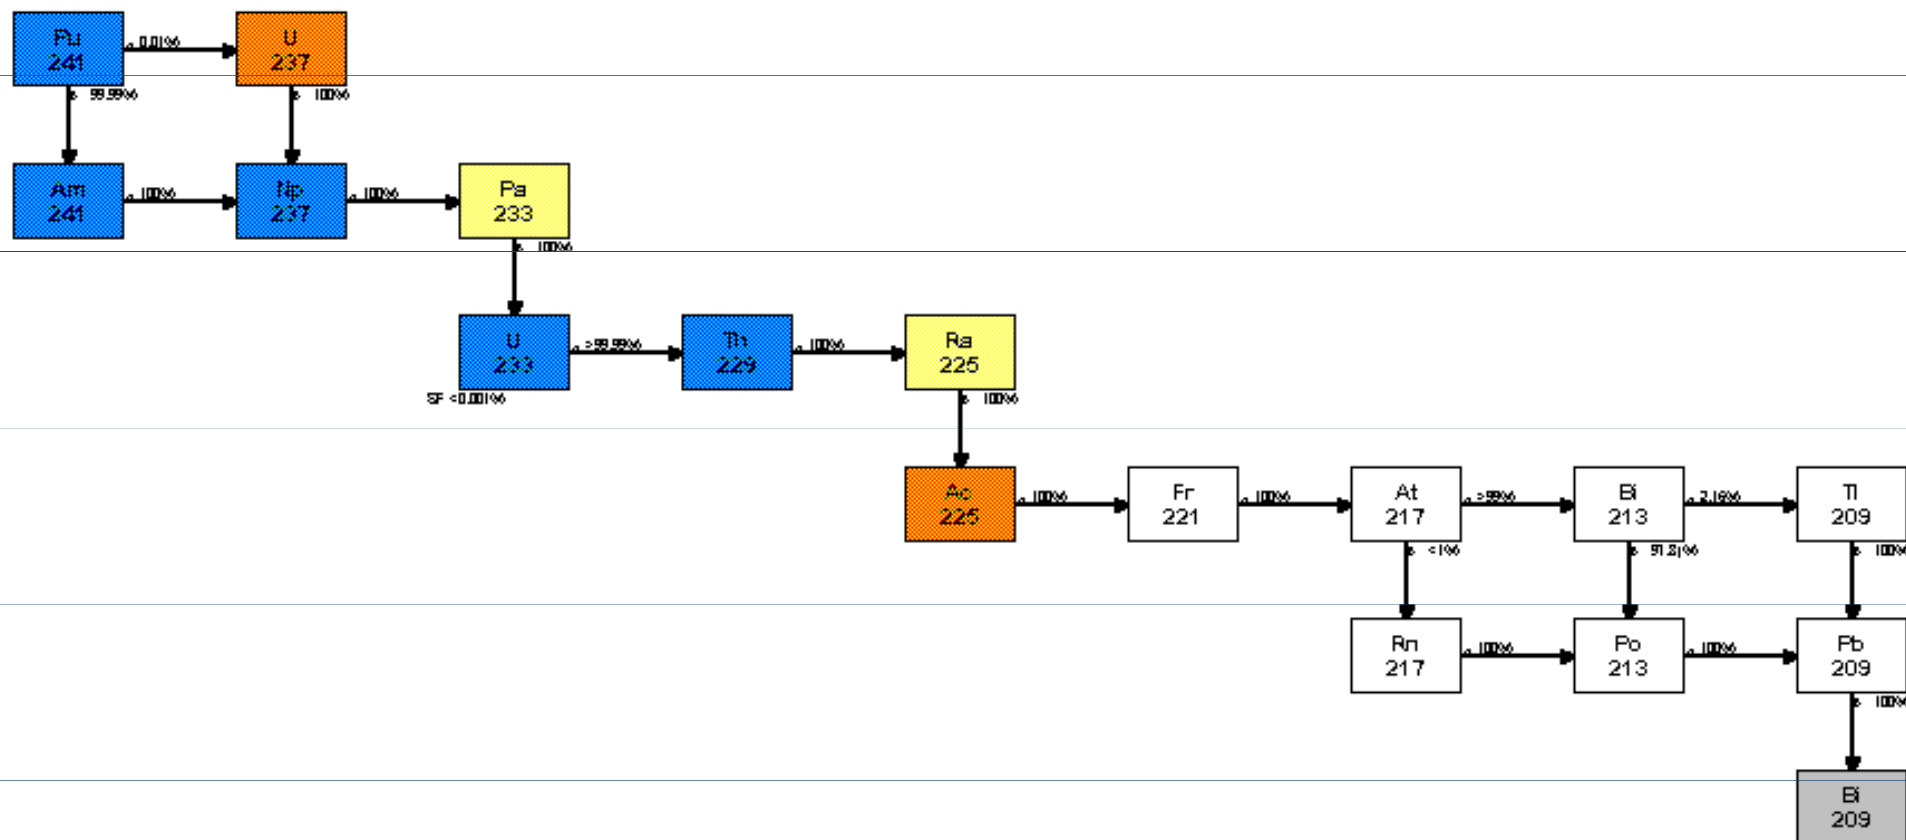 Pu
241
α 0.01%
U
237
β 99.99%
β 100%
Am
241
α 100%
Np
237
α 100%
Pa
233
β 100%
U
233
α >99.99%
Th
229
α 100%
Ra
225
SF <0.001%
β 100%
Ac
225
α 100%
Fr
221
α 100%
At
217
α >99%
Bi
213
α 2.16%
Tl
209
β <1%
β
β 100%
Rn
217
α 100%
Po
213
α 100%
Pb
209
β 100%
Bi
209